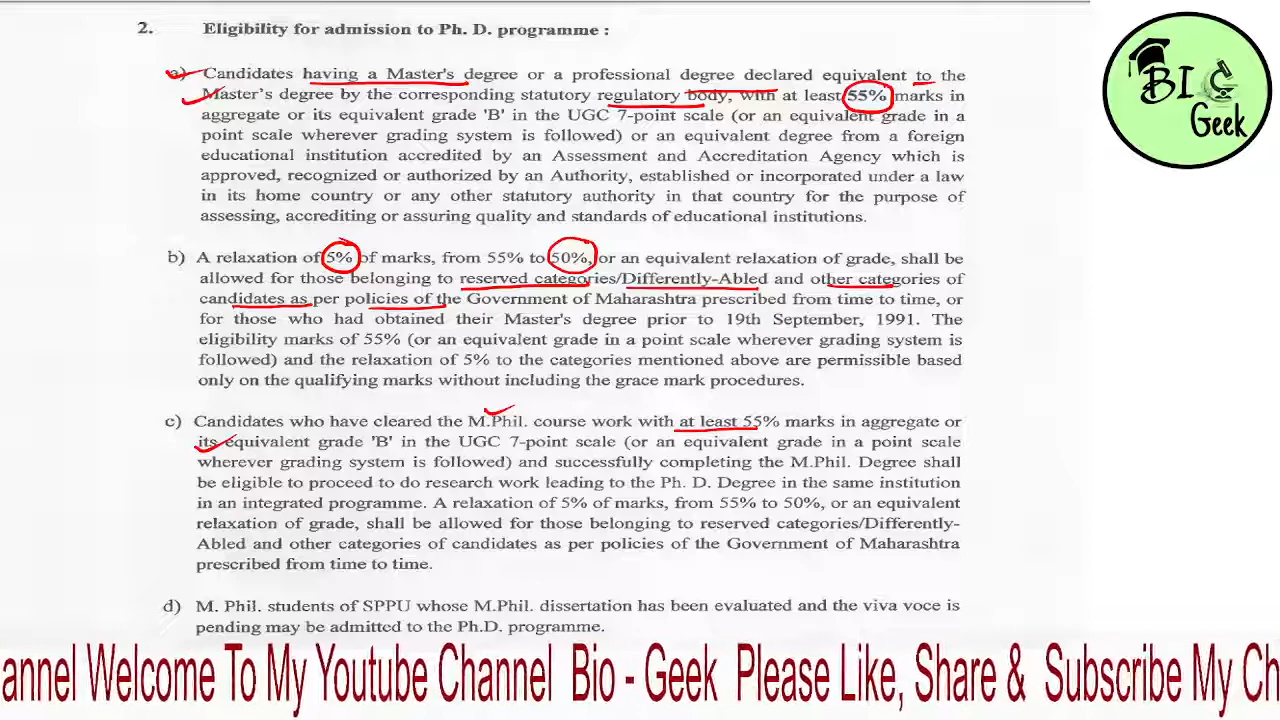 2. Eligibility for admission to Ph. D. programme :
a) Candidates having a Master's degree or a professional degree declared equivalent to the
Master's degree by the corresponding statutory regulatory body, with at least 55% marks in
aggregate or its equivalent grade 'B' in the UGC 7-point scale (or an equivalent grade in a
point scale wherever grading system is followed) or an equivalent degree from a foreign
educational institution accredited by an Assessment and Accreditation Agency which is
approved, recognized or authorized by an Authority, established or incorporated under a law
in its home country or any other statutory authority in that country for the purpose of
assessing, accrediting or assuring quality and standards of educational institutions.
b) A relaxation of 5% of marks, from 55% to 50%, or an equivalent relaxation of grade, shall be
allowed for those belonging to reserved categories/Differently-Abled and other categories of
candidates as per policies of the Government of Maharashtra prescribed from time to time, or
for those who had obtained their Master's degree prior to 19th September, 1991. The
eligibility marks of 55% (or an equivalent grade in a point scale wherever grading system is
followed) and the relaxation of 5% to the categories mentioned above are permissible based
only on the qualifying marks without including the grace mark procedures.
c) Candidates who have cleared the M.Phil. course work with at least 55% marks in aggregate or
its equivalent grade 'B' in the UGC 7-point scale (or an equivalent grade in a point scale
wherever grading system is followed) and successfully completing the M.Phil. Degree shall
be eligible to proceed to do research work leading to the Ph. D. Degree in the same institution
in an integrated programme. A relaxation of 5% of marks, from 55% to 50%, or an equivalent
relaxation of grade, shall be allowed for those belonging to reserved categories/Differently-
Abled and other categories of candidates as per policies of the Government of Maharashtra
prescribed from time to time.
d) M. Phil. students of SPPU whose M.Phil. dissertation has been evaluated and the viva voce is
pending may be admitted to the Ph.D. programme.
BIO
Geek
annel Welcome To My Youtube Channel Bio - Geek Please Like, Share & Subscribe My Ch